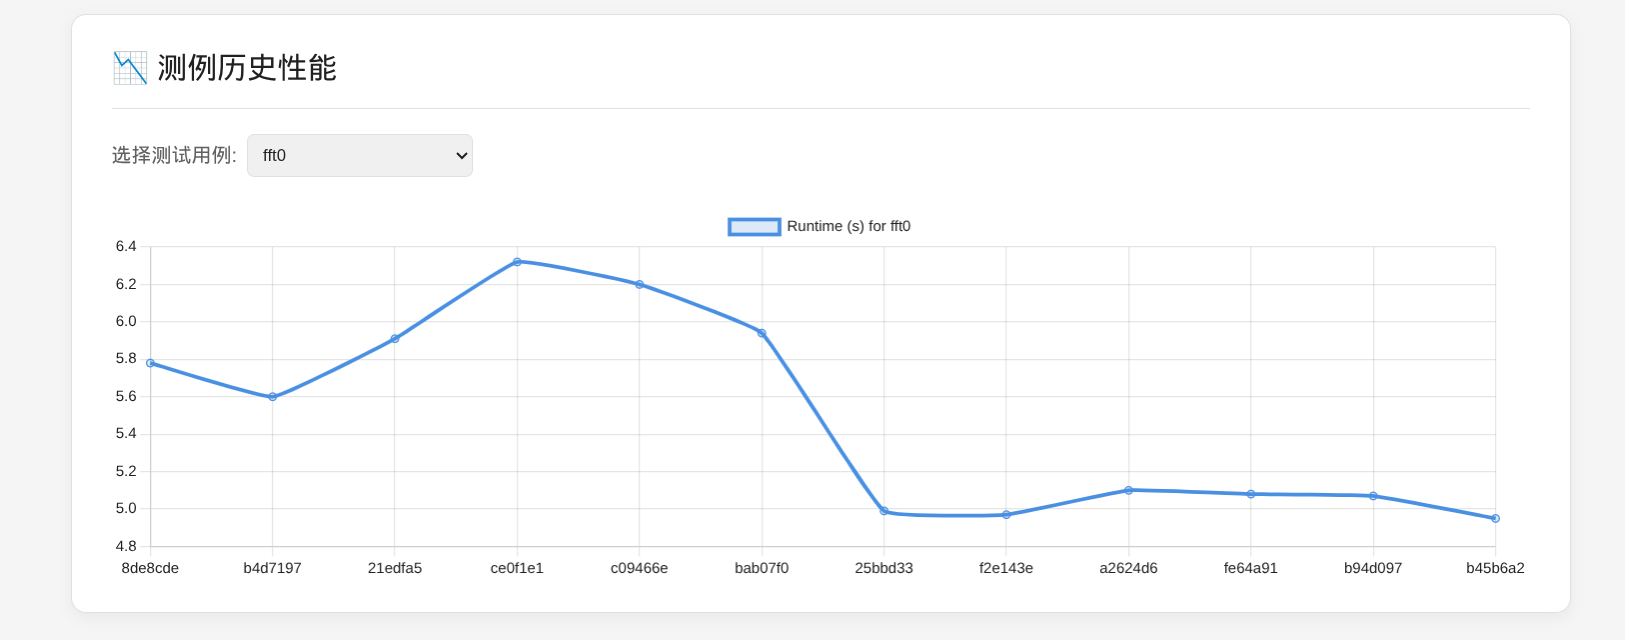 测例历史性能
选择测试用例: fft0
Runtime (s) for fft0
6.4
6.2
6.0
5.8
5.6
5.4
5.2
5.0
4.8
8de8cde b4d7197 21edfa5 ce0f1e1 c09466e bab07f0 25bbd33 f2e143e a2624d6 fe64a91 b94d097 b45b6a2